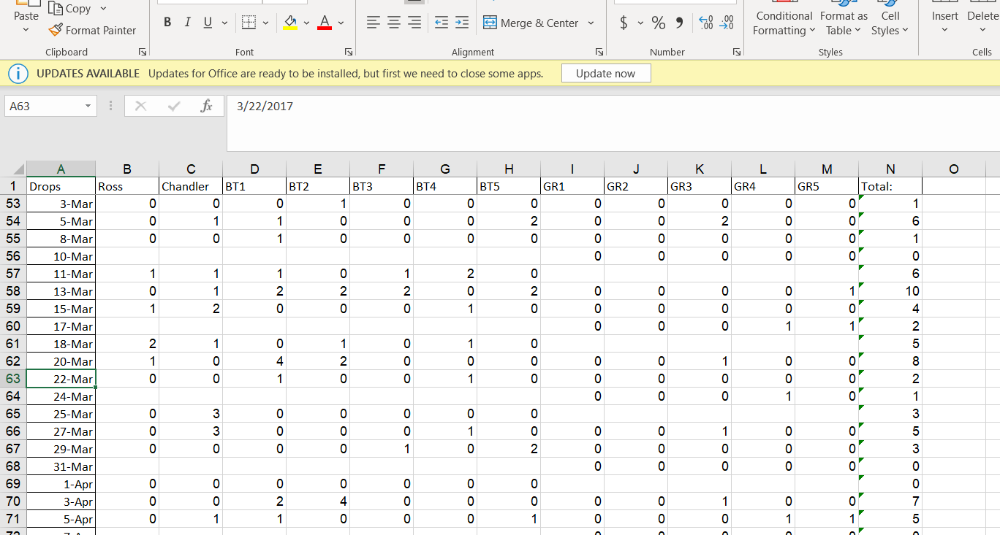 Paste
Copy
Format Painter
Clipboard
B I U A
Font
Merge & Center
Alignment
$ % 9 .00 .00
Number
Conditional Formatting
Format as Table
Cell Styles
Styles
Insert
Delete
Cells
UPDATES AVAILABLE Updates for Office are ready to be installed, but first we need to close some apps. Update now
A63 fx 3/22/2017
A B C D E F G H I J K L M N O
1 Drops Ross Chandler BT1 BT2 BT3 BT4 BT5 GR1 GR2 GR3 GR4 GR5 Total:
53 3-Mar 0 0 0 1 0 0 0 0 0 0 0 0 1
54 5-Mar 0 1 1 0 0 0 2 0 0 2 0 0 6
55 8-Mar 0 0 1 0 0 0 0 0 0 0 0 0 1
56 10-Mar 0 0 0 0 0 0
57 11-Mar 1 1 1 0 1 2 0 6
58 13-Mar 0 1 2 2 2 0 2 0 0 0 0 1 10
59 15-Mar 1 2 0 0 0 1 0 0 0 0 0 0 4
60 17-Mar 0 0 0 1 1 2
61 18-Mar 2 1 0 1 0 1 0 5
62 20-Mar 1 0 4 2 0 0 0 0 0 1 0 0 8
63 22-Mar 0 0 1 0 0 1 0 0 0 0 0 0 2
64 24-Mar 0 0 0 1 0 1
65 25-Mar 0 3 0 0 0 0 0 3
66 27-Mar 0 3 0 0 0 1 0 0 0 1 0 0 5
67 29-Mar 0 0 0 0 1 0 2 0 0 0 0 0 3
68 31-Mar 0 0 0 0 0 0
69 1-Apr 0 0 0 0 0 0 0 0
70 3-Apr 0 0 2 4 0 0 0 0 0 1 0 0 7
71 5-Apr 0 1 1 0 0 0 1 0 0 0 1 1 5